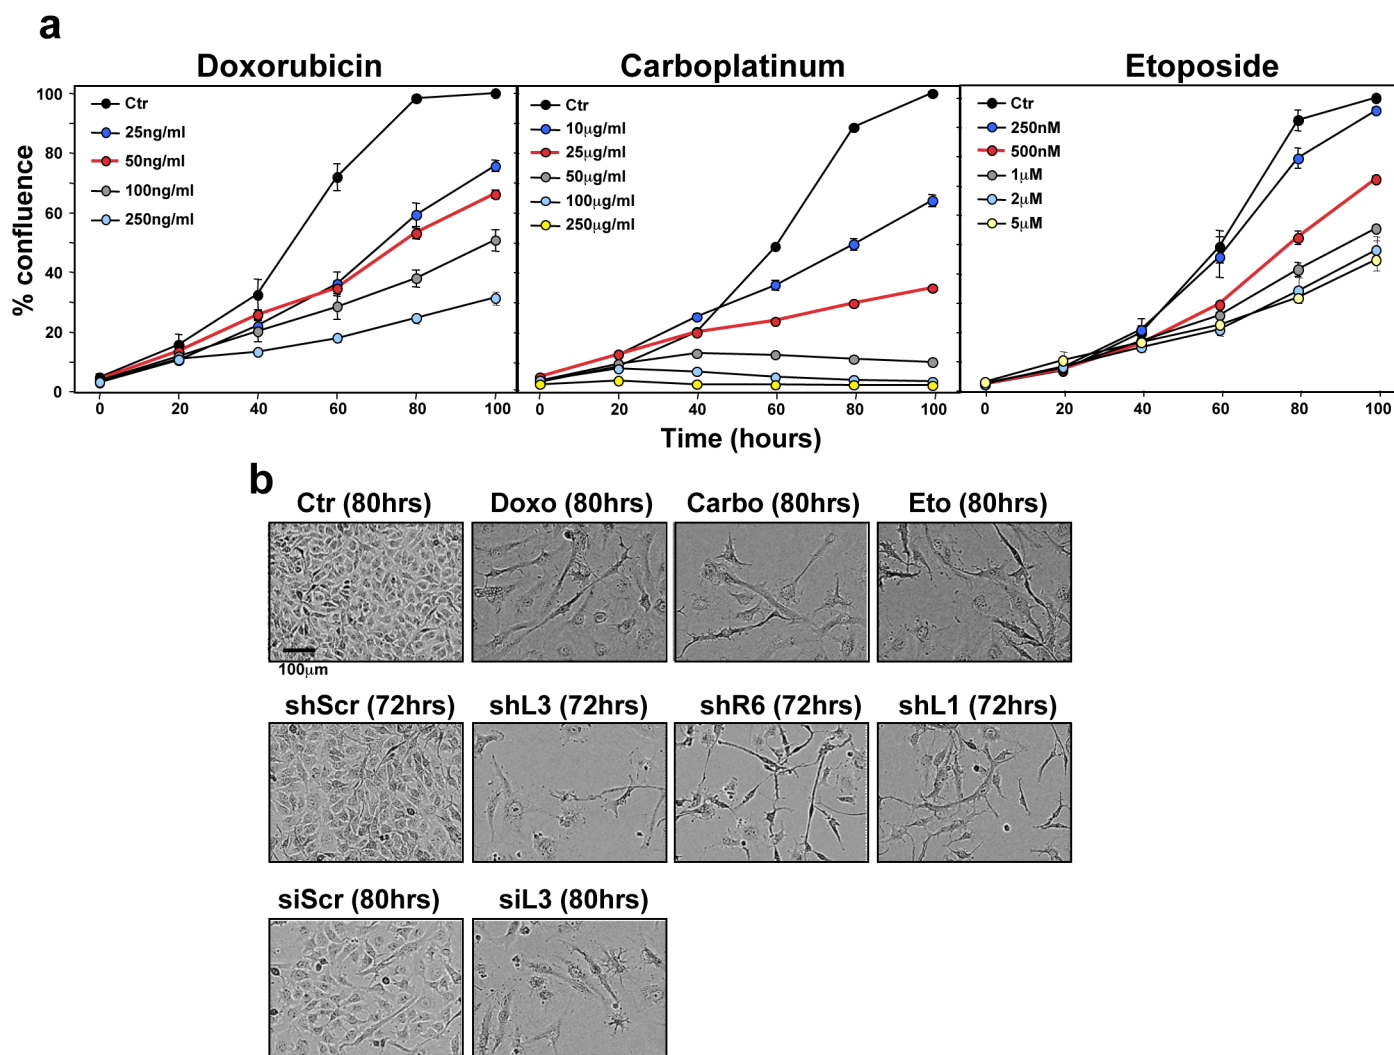 a
Doxorubicin
Carboplatinum
Etoposide
% confluence
100
80
60
40
20
0
Ctr
25ng/ml
50ng/ml
100ng/ml
250ng/ml
0 20 40 60 80 100
Ctr
10μg/ml
25μg/ml
50μg/ml
100μg/ml
250μg/ml
0 20 40 60 80 100
Ctr
250nM
500nM
1μM
2μM
5μM
0 20 40 60 80 100
Time (hours)
b
Ctr (80hrs)
Doxo (80hrs)
Carbo (80hrs)
Eto (80hrs)
100μm
shScr (72hrs)
shL3 (72hrs)
shR6 (72hrs)
shL1 (72hrs)
siScr (80hrs)
siL3 (80hrs)